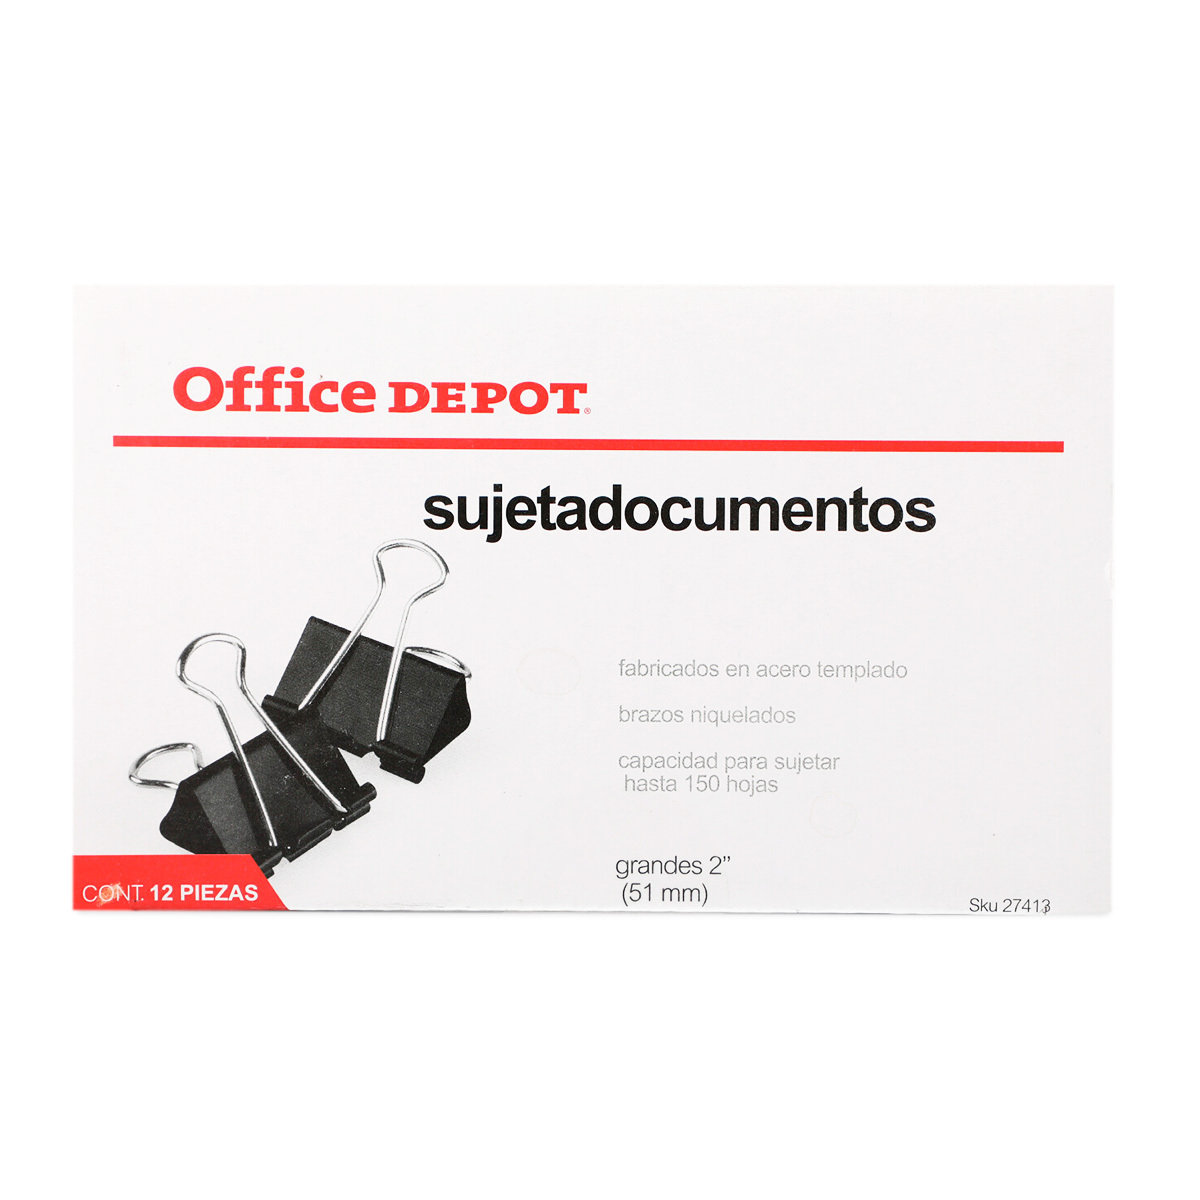 Office DEPOT®
sujetadocumentos
fabricados en acero templado
brazos niquelados
capacidad para sujetar
hasta 150 hojas
grandes 2”
(51 mm)
CONT. 12 PIEZAS
Sku 27413